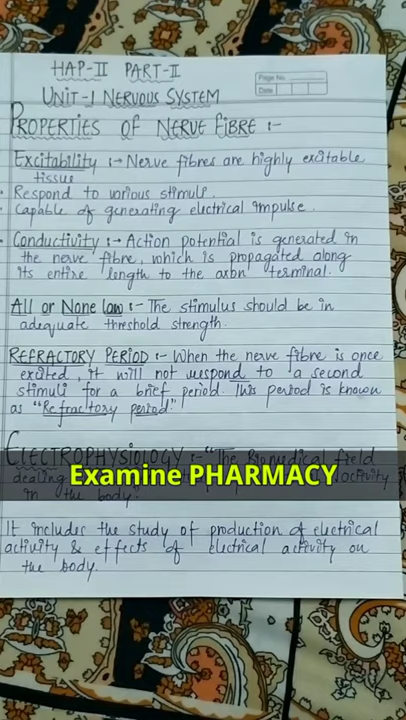 HAP-II PART-II
Page No.
Date
UNIT-1 NERVOUS SYSTEM
PROPERTIES OF NERVE FIBRE :-
Excitability :→ Nerve fibres are highly excitable
tissue
• Respond to various stimuli.
• Capable of generating electrical impulse.
• Conductivity :→ Action potential is generated in
the nerve fibre, which is propagated along
its entire length to the axon terminal.
All or None law :- The stimulus should be in
adequate threshold strength.
REFRACTORY PERIOD :- When the nerve fibre is once
excited, it will not respond to a second
stimuli for a brief period. This period is known
as "Refractory period."
ELECTROPHYSIOLOGY :- "The Biomedical field
dealing
Examine PHARMACY
activity
in the body."
It includes the study of production of electrical
activity & effects of electrical activity on
the body.